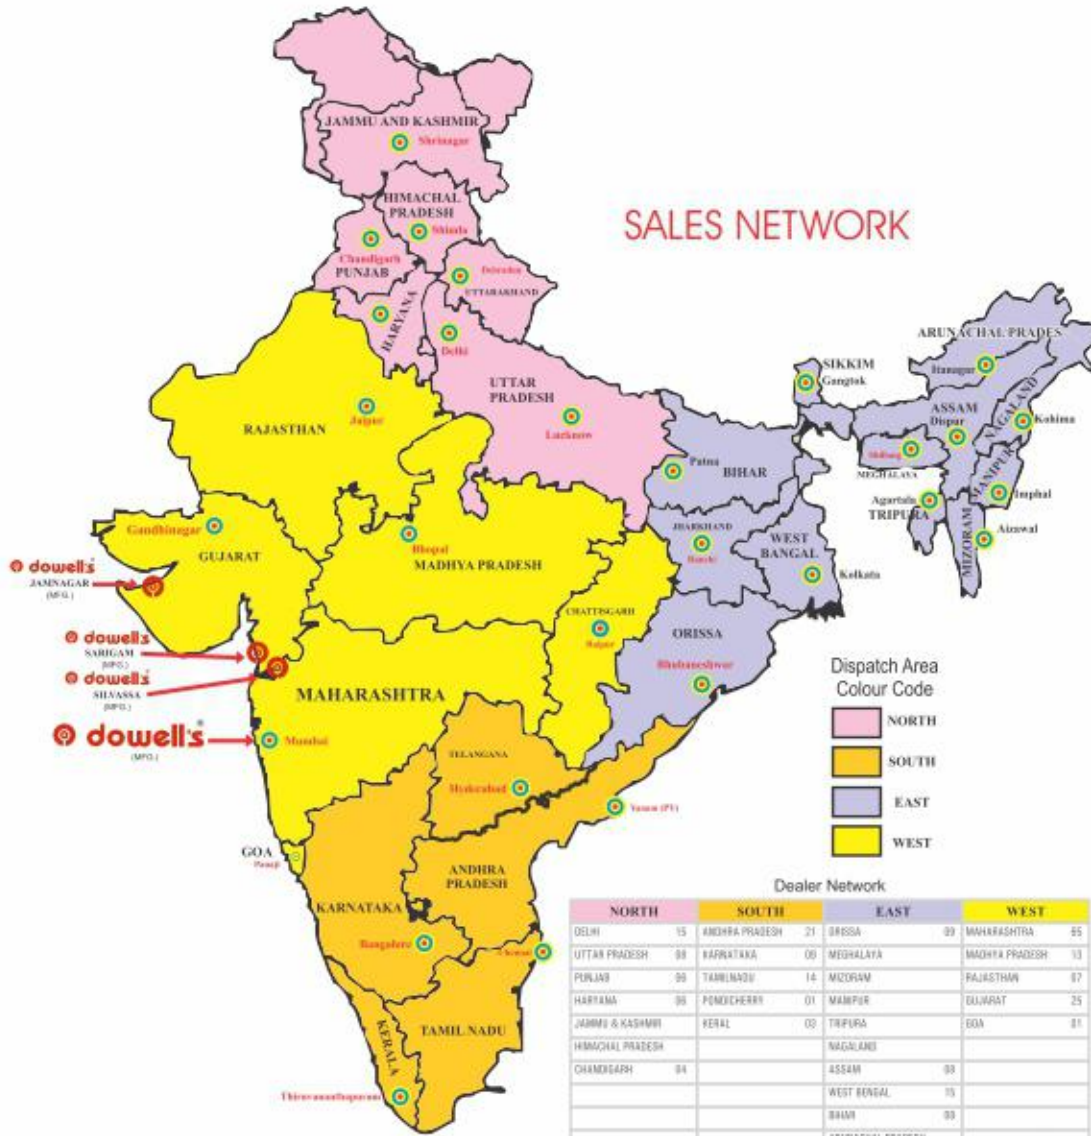 JAMMU AND KASHMIR
Shrinagar
HIMACHAL
PRADESH
Shimla
SALES NETWORK
Chandigarh
PUNJAB
UTTARAKHAND
HARYANA
Delhi
ARUNACHAL PRADES
Itanagar
SIKKIM
Gangtok
UTTAR
PRADESH
Lucknow
ASSAM
Dispur
NAGALAND
Kohima
RAJASTHAN
Jaipur
Patna
BIHAR
Shillong
MEGHALAYA
MANIPUR
Imphal
Agartala
TRIPURA
MIZORAM
Aizawal
Gandhinagar
GUJARAT
Bhopal
MADHYA PRADESH
JHARKHAND
Ranchi
WEST
BANGAL
Kolkata
dowell's®
JAMNAGAR
(MFG.)
CHATTISGARH
Raipur
ORISSA
Bhubaneshwar
dowell's
SARIGAM
(MFG.)
dowell's
SILVASSA
(MFG.)
MAHARASHTRA
dowell's®
(MFG.)
Mumbai
Dispatch Area
Colour Code
NORTH
SOUTH
EAST
WEST
TELANGANA
Hyderabad
Yanam (PY)
GOA
Panaji
ANDHRA
PRADESH
KARNATAKA
Bangalore
Chennai
TAMIL NADU
KERALA
Thiruvananthapuram
Dealer Network
NORTH SOUTH EAST WEST
DELHI 15 ANDHRA PRADESH 21 ORISSA 09 MAHARASHTRA 65
UTTAR PRADESH 08 KARNATAKA 06 MEGHALAYA MADHYA PRADESH 13
PUNJAB 06 TAMILNADU 14 MIZORAM RAJASTHAN 07
HARYANA 06 PONDICHERRY 01 MANIPUR GUJARAT 25
JAMMU & KASHMIR KERAL 03 TRIPURA GOA 01
HIMACHAL PRADESH NAGALAND
CHANDIGARH 04 ASSAM
WEST BENGAL 15
BIHAR